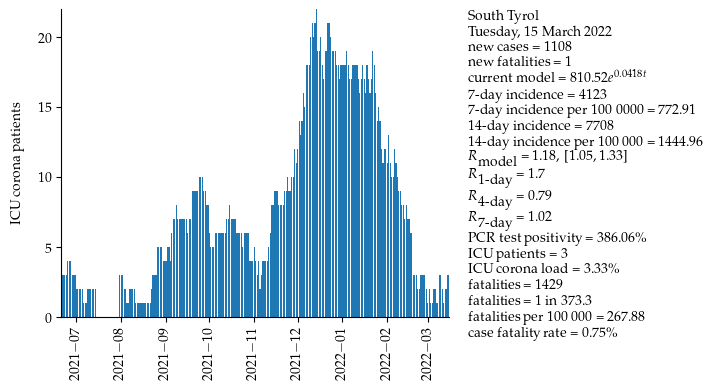 South Tyrol
Tuesday, 15 March 2022
new cases = 1108
new fatalities = 1
current model = 810.52e^{0.0418t}
7-day incidence = 4123
7-day incidence per 100 0000 = 772.91
14-day incidence = 7708
14-day incidence per 100 000 = 1444.96
R_model = 1.18, [1.05, 1.33]
R_1-day = 1.7
R_4-day = 0.79
R_7-day = 1.02
PCR test positivity = 386.06%
ICU patients = 3
ICU corona load = 3.33%
fatalities = 1429
fatalities = 1 in 373.3
fatalities per 100 000 = 267.88
case fatality rate = 0.75%
ICU corona patients
20
15
10
5
0
2021−07
2021−08
2021−09
2021−10
2021−11
2021−12
2022−01
2022−02
2022−03